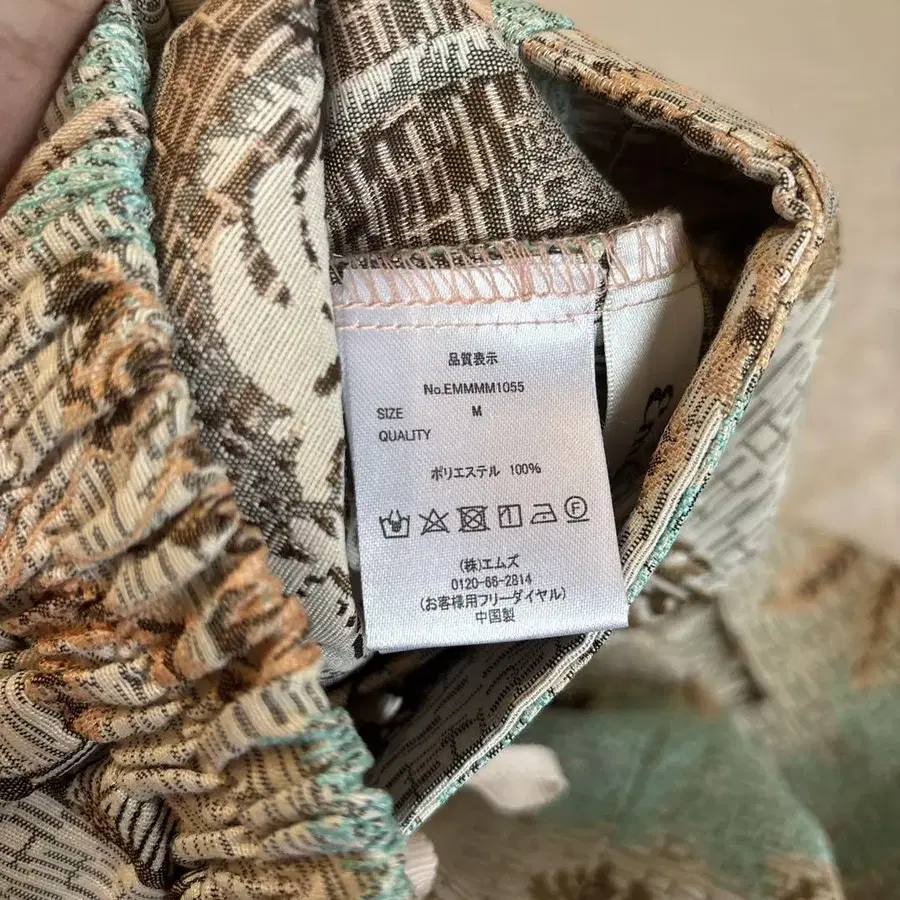 品質表示
No.EMMMM1055
SIZE M
QUALITY
ポリエステル 100%
(株)エムズ
0120-66-2814
(お客様用フリーダイヤル)
中国製